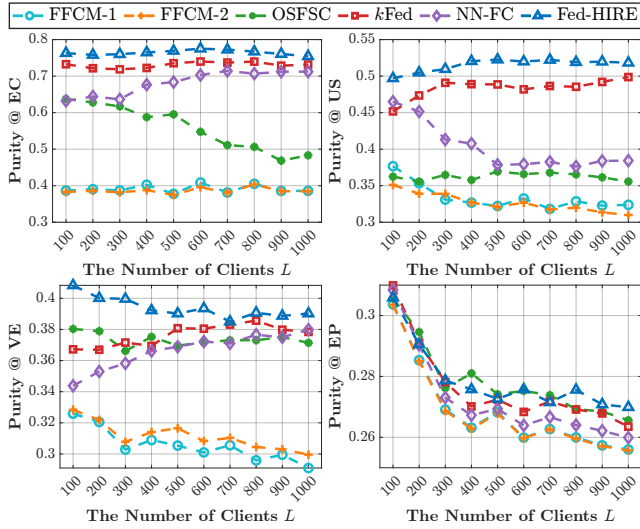 FFCM-1 FFCM-2 OSFSC kFed NN-FC Fed-HIRE
Purity @ EC
0.8
0.7
0.6
0.5
0.4
0.3
100 200 300 400 500 600 700 800 900 1000
The Number of Clients L
Purity @ US
0.55
0.5
0.45
0.4
0.35
0.3
100 200 300 400 500 600 700 800 900 1000
The Number of Clients L
Purity @ VE
0.4
0.38
0.36
0.34
0.32
0.3
100 200 300 400 500 600 700 800 900 1000
The Number of Clients L
Purity @ EP
0.3
0.28
0.26
100 200 300 400 500 600 700 800 900 1000
The Number of Clients L